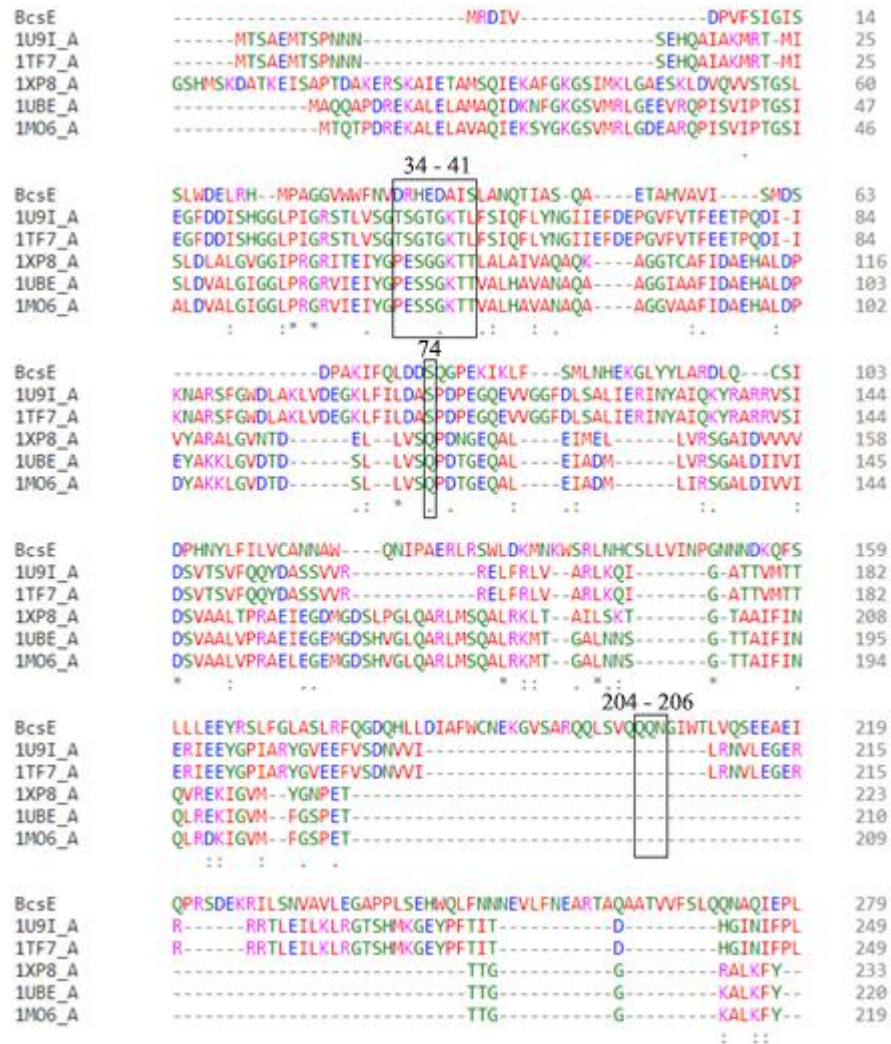 BcsE ----------------------------MRDIV------------------DPVFSIGIS 14
1U9I_A ------MTSAEMTSPNNN----------------------------SEHQAIAKMRT-MI 25
1TF7_A ------MTSAEMTSPNNN----------------------------SEHQAIAKMRT-MI 25
1XP8_A GSHMSKDATKEISAPTDAKERSKAIETAMSQIEKAFGKGSIMKLGAESKLDVQVVSTGSL 60
1UBE_A -------------MAQQAPDREKALELAMAQIDKNFGKGSVMRLGEEVRQPISVIPTGSI 47
1MO6_A --------------MTQTPDREKALELAVAQIEKSYGKGSVMRLGDEARQPISVIPTGSI 46
.
34 - 41
BcsE SLWDELRH--MPAGGVWWFNVDRHEDAISLANQTIAS-QA----ETAHVAVI----SMDS 63
1U9I_A EGFDDISHGGLPIGRSTLVSGTSGTGKTLFSIQFLYNGIIEFDEPGVFVTFEETPQDI-I 84
1TF7_A EGFDDISHGGLPIGRSTLVSGTSGTGKTLFSIQFLYNGIIEFDEPGVFVTFEETPQDI-I 84
1XP8_A SLDLALGVGGIPRGRITEIYGPESGGKTTLALAIVAQAQK----AGGTCAFIDAEHALDP 116
1UBE_A SLDVALGIGGLPRGRVIEIYGPESSGKTTVALHAVANAQA----AGGVAAFIDAEHALDP 103
1MO6_A ALDVALGIGGLPRGRVIEIYGPESSGKTTVALHAVANAQA----AGGVAAFIDAEHALDP 102
: :* * . . .: : . .: :
74
BcsE --------------DPAKIFQLDDSQGPEKIKLF---SMLNHEKGLYYLARDLQ---CSI 103
1U9I_A KNARSFGWDLAKLVDEGKLFILDASPDPEGQEVVGGFDLSALIERINYAIQKYRARRVSI 144
1TF7_A KNARSFGWDLAKLVDEGKLFILDASPDPEGQEVVGGFDLSALIERINYAIQKYRARRVSI 144
1XP8_A VYARALGVNTD------EL--LVSQPDNGEQAL----EIMEL------LVRSGAIDVVVV 158
1UBE_A EYAKKLGVDTD------SL--LVSQPDTGEQAL----EIADM------LVRSGALDIIVI 145
1MO6_A DYAKKLGVDTD------SL--LVSQPDTGEQAL----EIADM------LIRSGALDIVVI 144
.: * . . : .: :. .:
BcsE DPHNYLFILVCANNAW----QNIPAERLRSWLDKMNKWSRLNHCSLLVINPGNNNDKQFS 159
1U9I_A DSVTSVFQQYDASSVVR------------RELFRLV--ARLKQI-------G-ATTVMTT 182
1TF7_A DSVTSVFQQYDASSVVR------------RELFRLV--ARLKQI-------G-ATTVMTT 182
1XP8_A DSVAALTPRAEIEGDMGDSLPGLQARLMSQALRKLT--AILSKT-------G-TAAIFIN 208
1UBE_A DSVAALVPRAELEGEMGDSHVGLQARLMSQALRKMT--GALNNS-------G-TTAIFIN 195
1MO6_A DSVAALVPRAELEGEMGDSHVGLQARLMSQALRKMT--GALNNS-------G-TTAIFIN 194
* : .. * :: . *.: * .
204 - 206
BcsE LLLEEYRSLFGLASLRFQGDQHLLDIAFWCNEKGVSARQQLSVQQQNGIWTLVQSEEAEI 219
1U9I_A ERIEEYGPIARYGVEEFVSDNVVI---------------------------LRNVLEGER 215
1TF7_A ERIEEYGPIARYGVEEFVSDNVVI---------------------------LRNVLEGER 215
1XP8_A QVREKIGVM--YGNPET------------------------------------------- 223
1UBE_A QLREKIGVM--FGSPET------------------------------------------- 210
1MO6_A QLRDKIGVM--FGSPET------------------------------------------- 209
:: : . .
BcsE QPRSDEKRILSNVAVLEGAPPLSEHWQLFNNNEVLFNEARTAQAATVVFSLQQNAQIEPL 279
1U9I_A R------RRTLEILKLRGTSHMKGEYPFTIT-----------D---------HGINIFPL 249
1TF7_A R------RRTLEILKLRGTSHMKGEYPFTIT-----------D---------HGINIFPL 249
1XP8_A ----------------------------TTG-----------G---------RALKFY-- 233
1UBE_A ----------------------------TTG-----------G---------KALKFY-- 220
1MO6_A ----------------------------TTG-----------G---------KALKFY-- 219
: ::